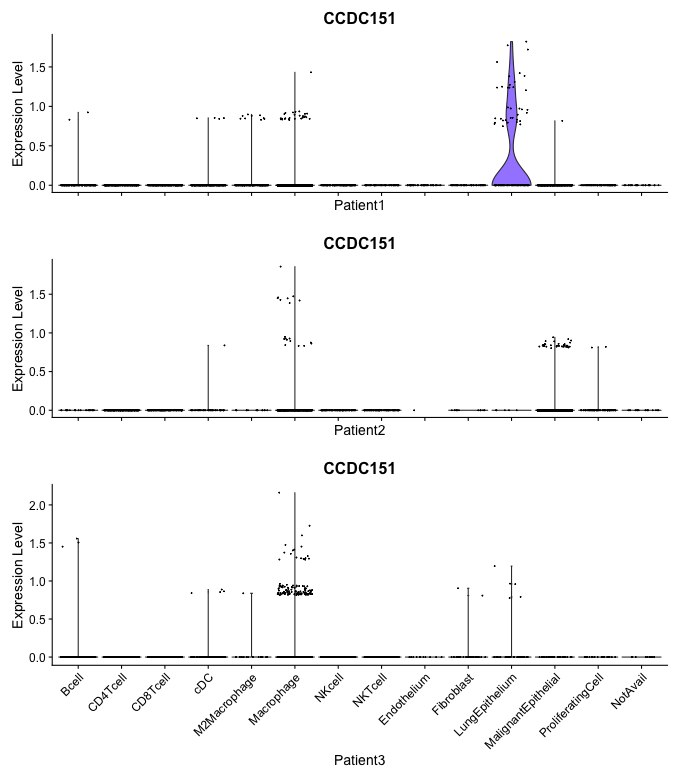 CCDC151
Expression Level
1.5
1.0
0.5
0.0
Patient1
CCDC151
Expression Level
1.5
1.0
0.5
0.0
Patient2
CCDC151
Expression Level
2.0
1.5
1.0
0.5
0.0
Bcell
CD4Tcell
CD8Tcell
cDC
M2Macrophage
Macrophage
NKcell
NKTcell
Endothelium
Fibroblast
LungEpithelium
MalignantEpithelial
ProliferatingCell
NotAvail
Patient3